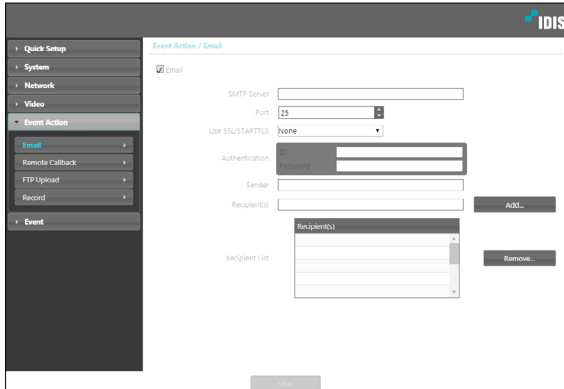 IDIS
Quick Setup
System
Network
Video
Event Action
Email
Remote Callback
FTP Upload
Record
Event
Event Action / Email
Email
SMTP Server
Port 25
Use SSL/STARTTLS None
Authentication
ID
Password
Sender
Recipient(s) Add...
Recipient(s)
Recipient List Remove...
Save